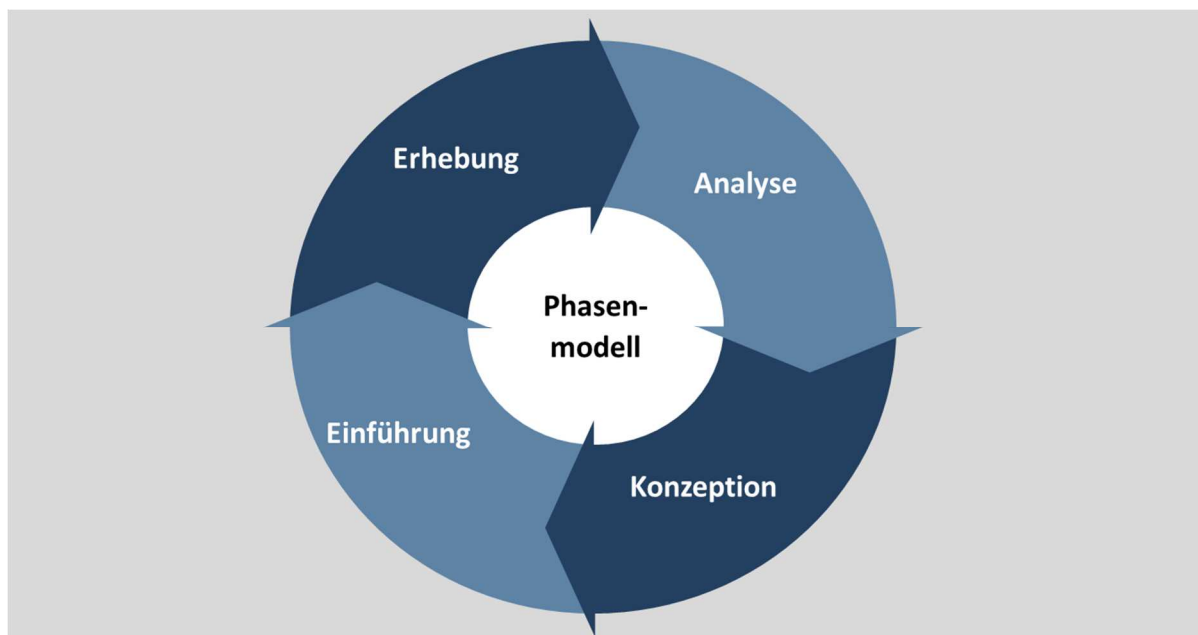 Erhebung
Analyse
Phasen-
modell
Einführung
Konzeption